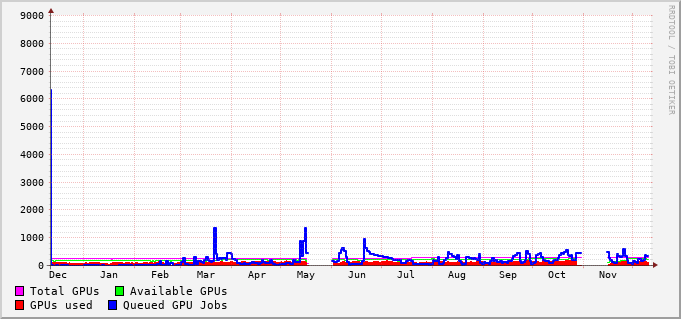 9000
8000
7000
6000
5000
4000
3000
2000
1000
0
Dec Jan Feb Mar Apr May Jun Jul Aug Sep Oct Nov
Total GPUs Available GPUs
GPUs used Queued GPU Jobs
RRDTOOL / TOBI OETIKER